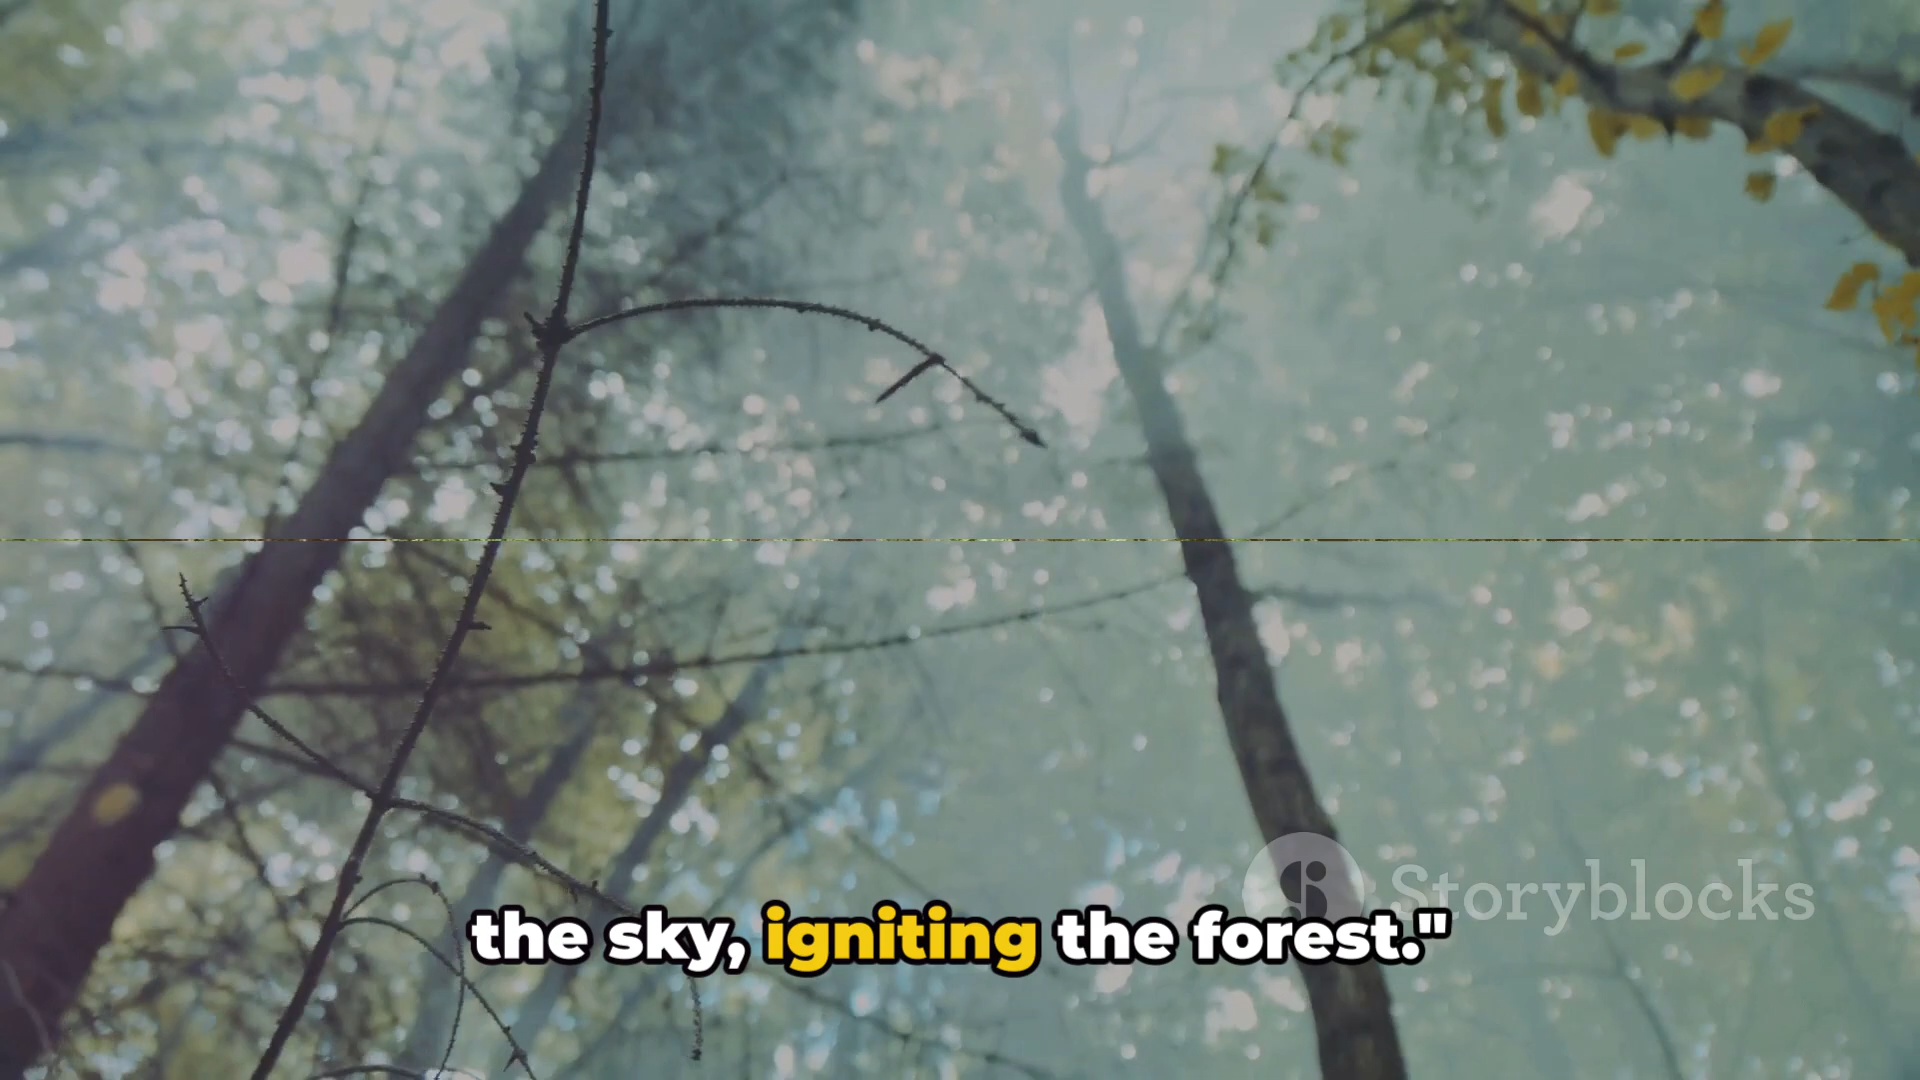 Storyblocks
the sky, igniting the forest."